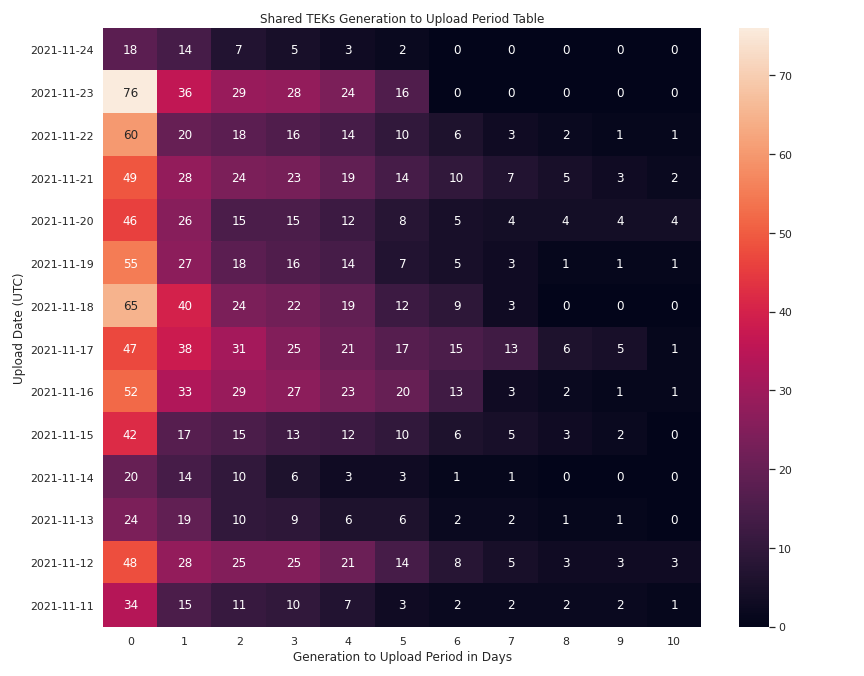 Shared TEKs Generation to Upload Period Table
2021-11-24 18 14 7 5 3 2 0 0 0 0 0
2021-11-23 76 36 29 28 24 16 0 0 0 0 0
2021-11-22 60 20 18 16 14 10 6 3 2 1 1
2021-11-21 49 28 24 23 19 14 10 7 5 3 2
2021-11-20 46 26 15 15 12 8 5 4 4 4 4
2021-11-19 55 27 18 16 14 7 5 3 1 1 1
2021-11-18 65 40 24 22 19 12 9 3 0 0 0
2021-11-17 47 38 31 25 21 17 15 13 6 5 1
2021-11-16 52 33 29 27 23 20 13 3 2 1 1
2021-11-15 42 17 15 13 12 10 6 5 3 2 0
2021-11-14 20 14 10 6 3 3 1 1 0 0 0
2021-11-13 24 19 10 9 6 6 2 2 1 1 0
2021-11-12 48 28 25 25 21 14 8 5 3 3 3
2021-11-11 34 15 11 10 7 3 2 2 2 2 1
0 1 2 3 4 5 6 7 8 9 10
Generation to Upload Period in Days
Upload Date (UTC)
70
60
50
40
30
20
10
0